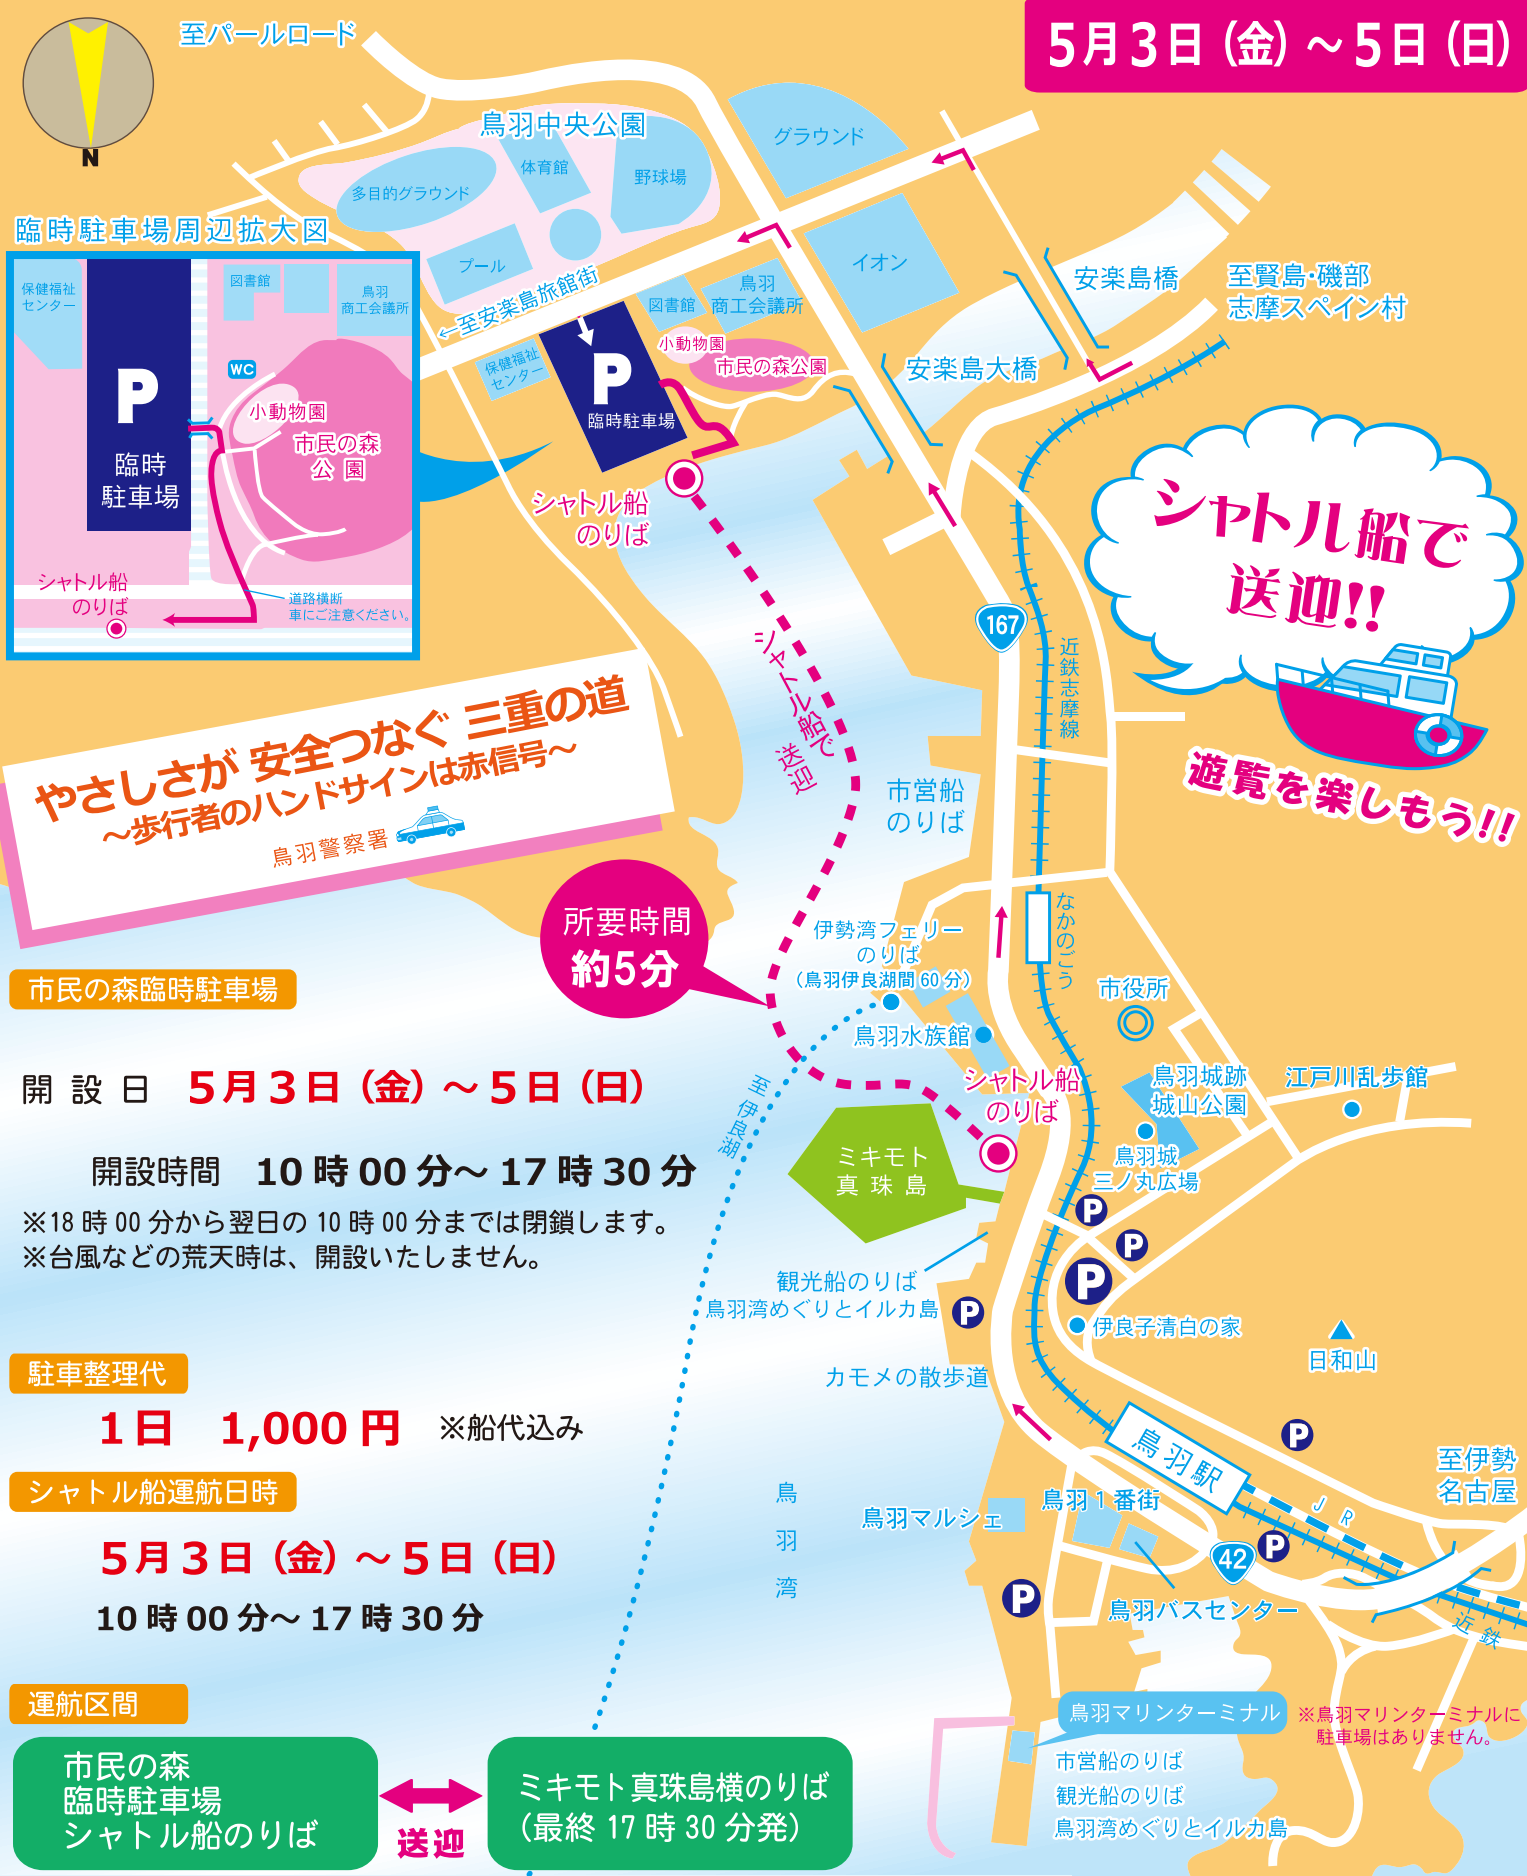 5月3日（金）～5日（日）
至パールロード
N
鳥羽中央公園
体育館
野球場
多目的グラウンド
プール
グラウンド
イオン
←至安楽島旅館街
図書館
鳥羽
商工会議所
小動物園
市民の森公園
保健福祉
センター
P
臨時駐車場
安楽島橋
安楽島大橋
至賢島・磯部
志摩スペイン村
臨時駐車場周辺拡大図
保健福祉
センター
図書館
鳥羽
商工会議所
P
臨時
駐車場
WC
小動物園
市民の森
公園
シャトル船
のりば
道路横断
車にご注意ください。
シャトル船
のりば
シャトル船で
送迎
シャトル船で
送迎!!
遊覧を楽しもう!!
167
近鉄志摩線
やさしさが 安全つなぐ 三重の道
～歩行者のハンドサインは赤信号～
鳥羽警察署
市営船
のりば
所要時間
約5分
伊勢湾フェリー
のりば
（鳥羽伊良湖間60分）
なかのごう
鳥羽水族館
市役所
至伊良湖
シャトル船
のりば
鳥羽城跡
城山公園
江戸川乱歩館
鳥羽城
三ノ丸広場
ミキモト
真珠島
P
P
P
観光船のりば
鳥羽湾めぐりとイルカ島
P
伊良子清白の家
日和山
カモメの散歩道
P
鳥羽駅
至伊勢
名古屋
JR
鳥羽マルシェ
鳥羽1番街
42
P
P
鳥羽バスセンター
近鉄
鳥羽湾
鳥羽マリンターミナル
※鳥羽マリンターミナルに
駐車場はありません。
市営船のりば
観光船のりば
鳥羽湾めぐりとイルカ島
市民の森臨時駐車場
開設日 5月3日（金）～5日（日）
開設時間 10時00分～17時30分
※18時00分から翌日の10時00分までは閉鎖します。
※台風などの荒天時は、開設いたしません。
駐車整理代
1日 1,000円 ※船代込み
シャトル船運航日時
5月3日（金）～5日（日）
10時00分～17時30分
運航区間
市民の森
臨時駐車場
シャトル船のりば
送迎
ミキモト真珠島横のりば
（最終17時30分発）